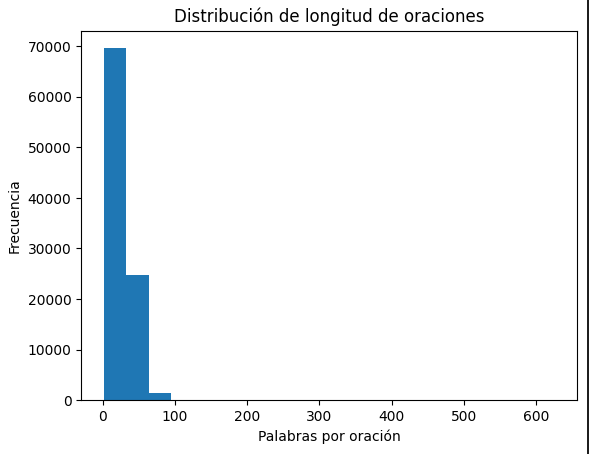 Distribución de longitud de oraciones
70000
60000
50000
40000
30000
20000
10000
0
Frecuencia
0 100 200 300 400 500 600
Palabras por oración